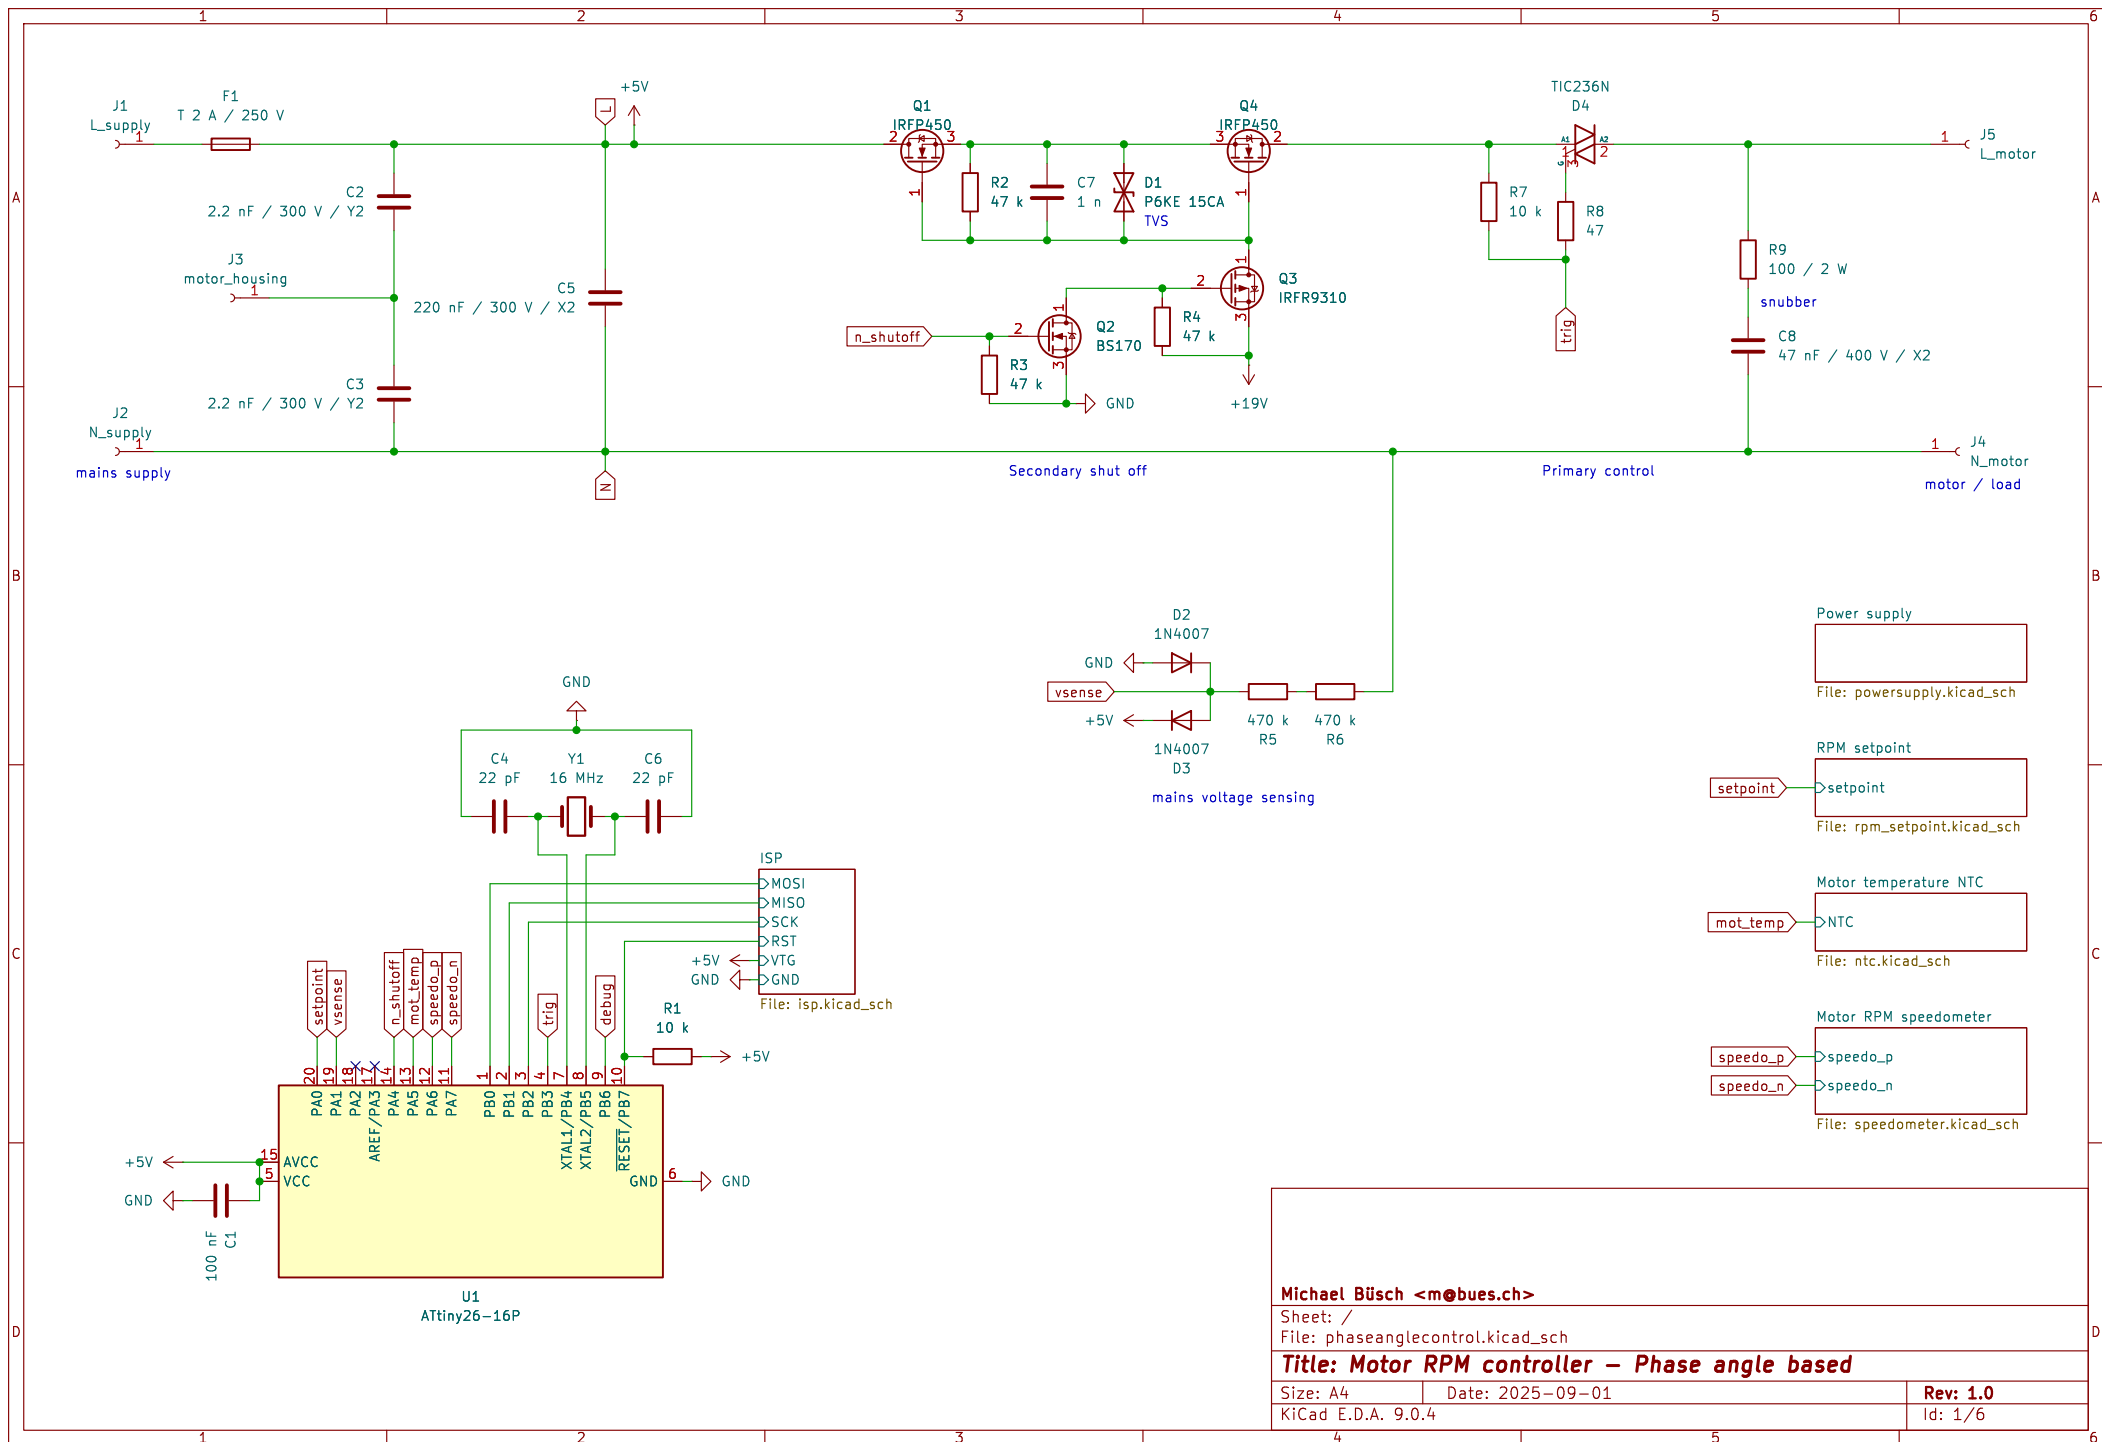 1 2 3 4 5 6
A
B
C
D
A
B
C
D
1 2 3 4 5 6
J1
L_supply
1
F1
T 2 A / 250 V
L
+5V
C2
2.2 nF / 300 V / Y2
J3
motor_housing
1
C5
220 nF / 300 V / X2
C3
2.2 nF / 300 V / Y2
J2
N_supply
1
mains supply
N
Q1
IRFP450
2
3
1
R2
47 k
C7
1 n
D1
P6KE 15CA
TVS
Q4
IRFP450
3
2
1
n_shutoff
R3
47 k
2
1
3
Q2
BS170
GND
R4
47 k
2
1
3
Q3
IRFR9310
+19V
Secondary shut off
TIC236N
D4
A1
A2
1
2
G
3
R7
10 k
R8
47
trig
Primary control
R9
100 / 2 W
snubber
C8
47 nF / 400 V / X2
1
J5
L_motor
1
J4
N_motor
motor / load
D2
1N4007
GND
vsense
+5V
1N4007
D3
470 k
R5
470 k
R6
mains voltage sensing
Power supply
File: powersupply.kicad_sch
RPM setpoint
setpoint
setpoint
File: rpm_setpoint.kicad_sch
Motor temperature NTC
mot_temp
NTC
File: ntc.kicad_sch
Motor RPM speedometer
speedo_p
speedo_p
speedo_n
speedo_n
File: speedometer.kicad_sch
GND
C4
22 pF
Y1
16 MHz
C6
22 pF
ISP
MOSI
MISO
SCK
RST
+5V
VTG
GND
GND
File: isp.kicad_sch
R1
10 k
+5V
setpoint
vsense
n_shutoff
mot_temp
speedo_p
speedo_n
trig
debug
20
19
18
17
14
13
12
11
1
2
3
4
7
8
9
10
PA0
PA1
PA2
AREF/PA3
PA4
PA5
PA6
PA7
PB0
PB1
PB2
PB3
XTAL1/PB4
XTAL2/PB5
PB6
RESET/PB7
+5V
15
AVCC
5
VCC
GND
100 nF
C1
GND
6
GND
U1
ATtiny26-16P
Michael Büsch <m@bues.ch>
Sheet: /
File: phaseanglecontrol.kicad_sch
Title: Motor RPM controller – Phase angle based
Size: A4
Date: 2025-09-01
Rev: 1.0
KiCad E.D.A. 9.0.4
Id: 1/6